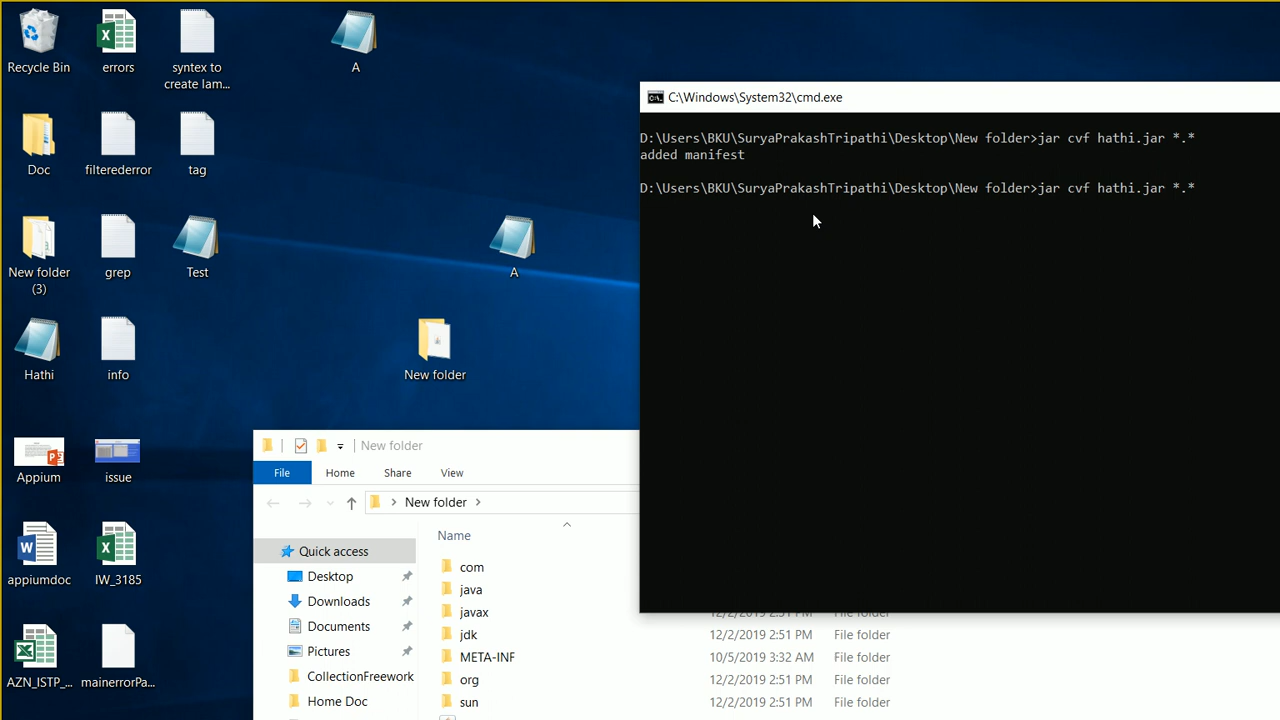 Recycle Bin
errors
syntex to
create lam...
A
Doc
filterederror
tag
New folder
(3)
grep
Test
A
Hathi
info
New folder
Appium
issue
appiumdoc
IW_3185
AZN_ISTP_...
mainerrorPa...
C:\Windows\System32\cmd.exe
D:\Users\BKU\SuryaPrakashTripathi\Desktop\New folder>jar cvf hathi.jar *.*
added manifest
D:\Users\BKU\SuryaPrakashTripathi\Desktop\New folder>jar cvf hathi.jar *.*
New folder
File Home Share View
New folder
Name
Quick access
Desktop
Downloads
Documents
Pictures
CollectionFreework
Home Doc
com
java
javax 12/2/2019 2:51 PM File folder
jdk 12/2/2019 2:51 PM File folder
META-INF 10/5/2019 3:32 AM File folder
org 12/2/2019 2:51 PM File folder
sun 12/2/2019 2:51 PM File folder